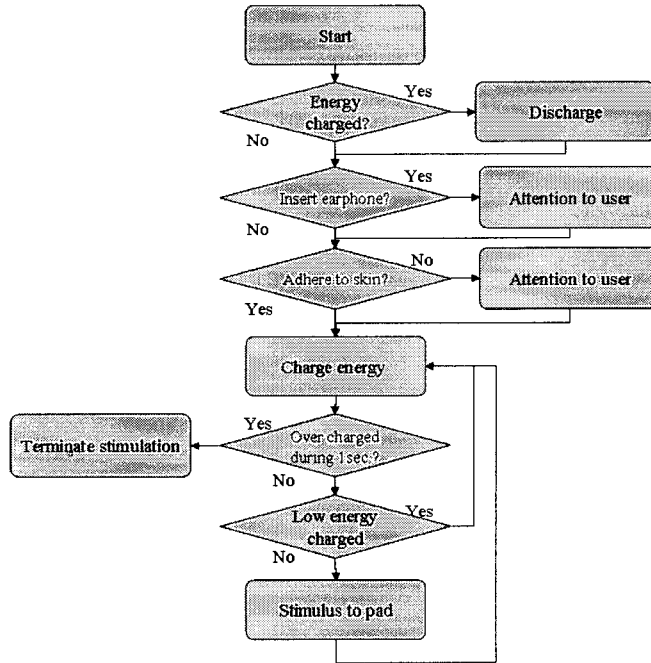 Start
Yes
Energy
charged?
Discharge
No
Yes
Insert earphone?
Attention to user
No
No
Adhere to skin?
Attention to user
Yes
Charge energy
Yes
Over charged
during 1sec.?
Terminate stimulation
No
Low energy
charged
Yes
No
Stimulus to pad